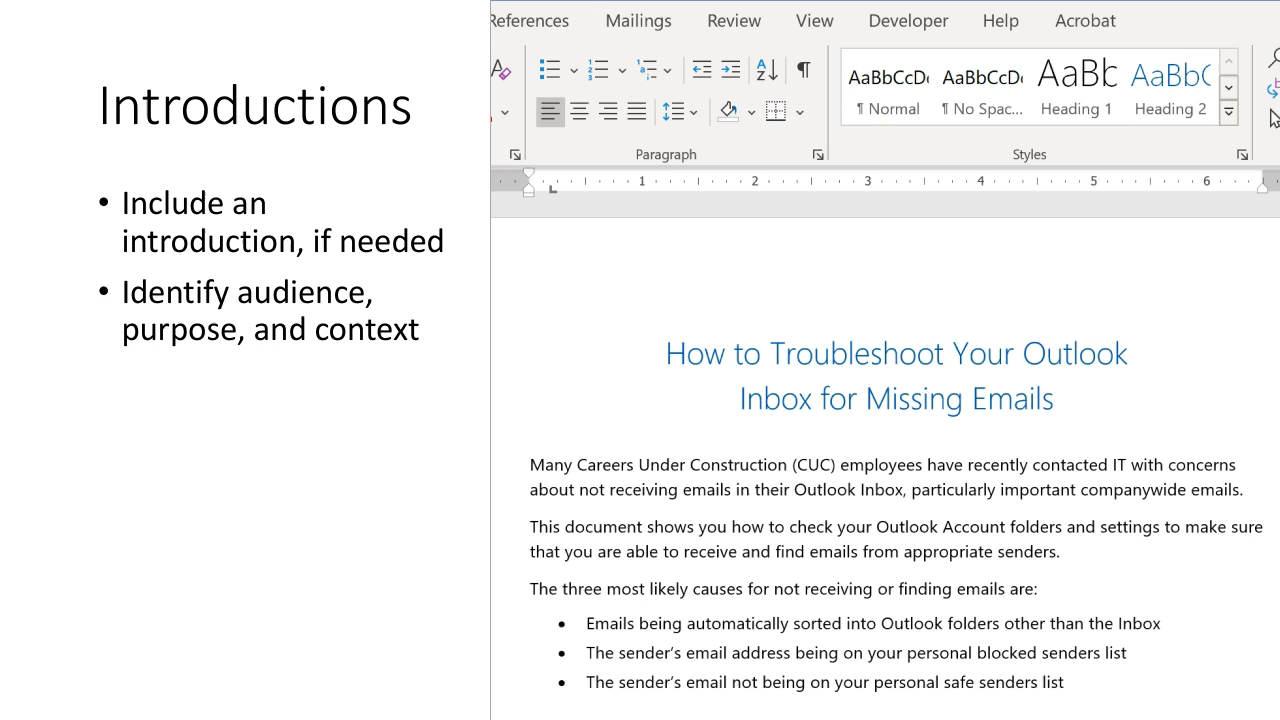 Introductions
• Include an
introduction, if needed
• Identify audience,
purpose, and context
References Mailings Review View Developer Help Acrobat
AaBbCcDc AaBbCcDc AaBbC AaBbC
¶ Normal ¶ No Spac... Heading 1 Heading 2
Paragraph Styles
1 2 3 4 5 6
How to Troubleshoot Your Outlook
Inbox for Missing Emails
Many Careers Under Construction (CUC) employees have recently contacted IT with concerns
about not receiving emails in their Outlook Inbox, particularly important companywide emails.
This document shows you how to check your Outlook Account folders and settings to make sure
that you are able to receive and find emails from appropriate senders.
The three most likely causes for not receiving or finding emails are:
• Emails being automatically sorted into Outlook folders other than the Inbox
• The sender’s email address being on your personal blocked senders list
• The sender’s email not being on your personal safe senders list